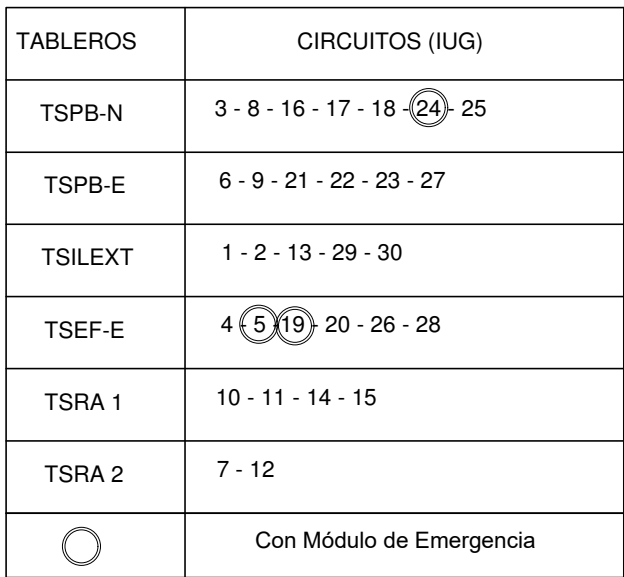 TABLEROS CIRCUITOS (IUG)
TSPB-N 3 - 8 - 16 - 17 - 18 - 24 - 25
TSPB-E 6 - 9 - 21 - 22 - 23 - 27
TSILEXT 1 - 2 - 13 - 29 - 30
TSEF-E 4 - 5 - 19 - 20 - 26 - 28
TSRA 1 10 - 11 - 14 - 15
TSRA 2 7 - 12
Con Módulo de Emergencia